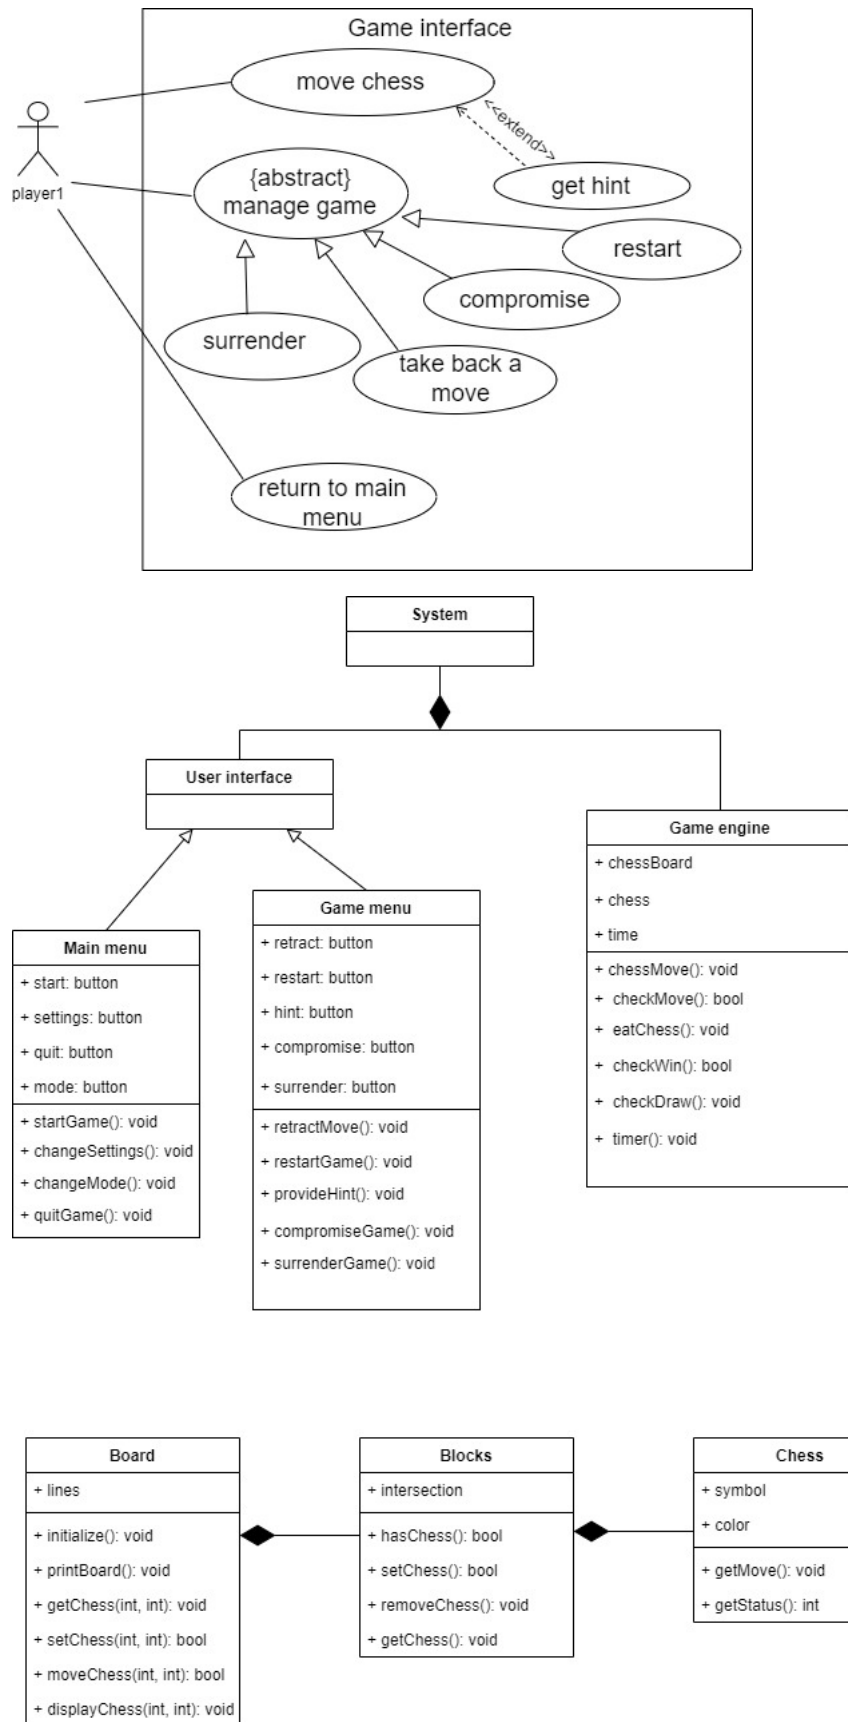 Game interface
move chess
<<extend>>
player1
{abstract}
manage game
get hint
restart
compromise
surrender
take back a
move
return to main
menu
System
User interface
Game engine
+ chessBoard
+ chess
+ time
+ chessMove(): void
+ checkMove(): bool
+ eatChess(): void
+ checkWin(): bool
+ checkDraw(): void
+ timer(): void
Main menu
+ start: button
+ settings: button
+ quit: button
+ mode: button
+ startGame(): void
+ changeSettings(): void
+ changeMode(): void
+ quitGame(): void
Game menu
+ retract: button
+ restart: button
+ hint: button
+ compromise: button
+ surrender: button
+ retractMove(): void
+ restartGame(): void
+ provideHint(): void
+ compromiseGame(): void
+ surrenderGame(): void
Board
+ lines
+ initialize(): void
+ printBoard(): void
+ getChess(int, int): void
+ setChess(int, int): bool
+ moveChess(int, int): bool
+ displayChess(int, int): void
Blocks
+ intersection
+ hasChess(): bool
+ setChess(): bool
+ removeChess(): void
+ getChess(): void
Chess
+ symbol
+ color
+ getMove(): void
+ getStatus(): int